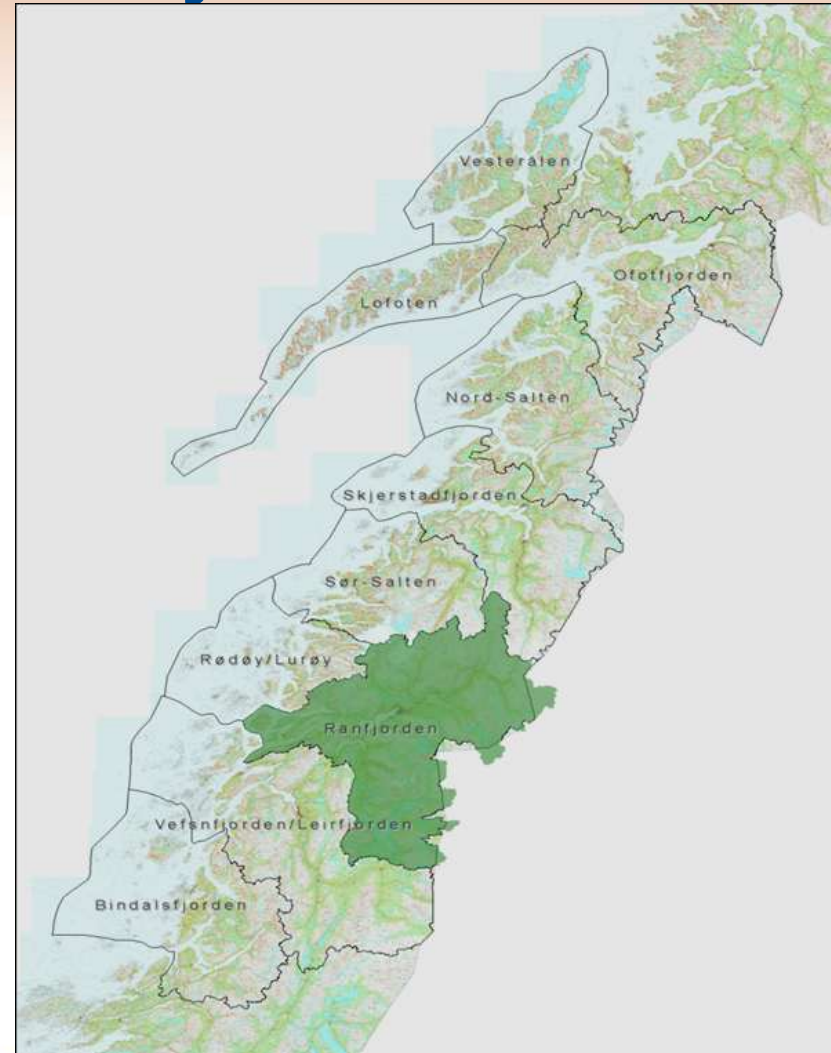 Vesterålen
Ofotfjorden
Lofoten
Nord-Salten
Skjerstadfjorden
Sør-Salten
Rødøy/Lurøy
Ranfjorden
Vefsnfjorden/Leirfjorden
Bindalsfjorden